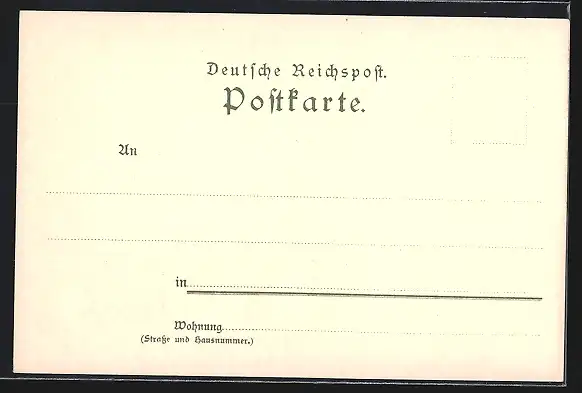 Deutſche Reichspoſt.
Poſtkarte.
An
in
Wohnung
(Straße und Hausnummer.)